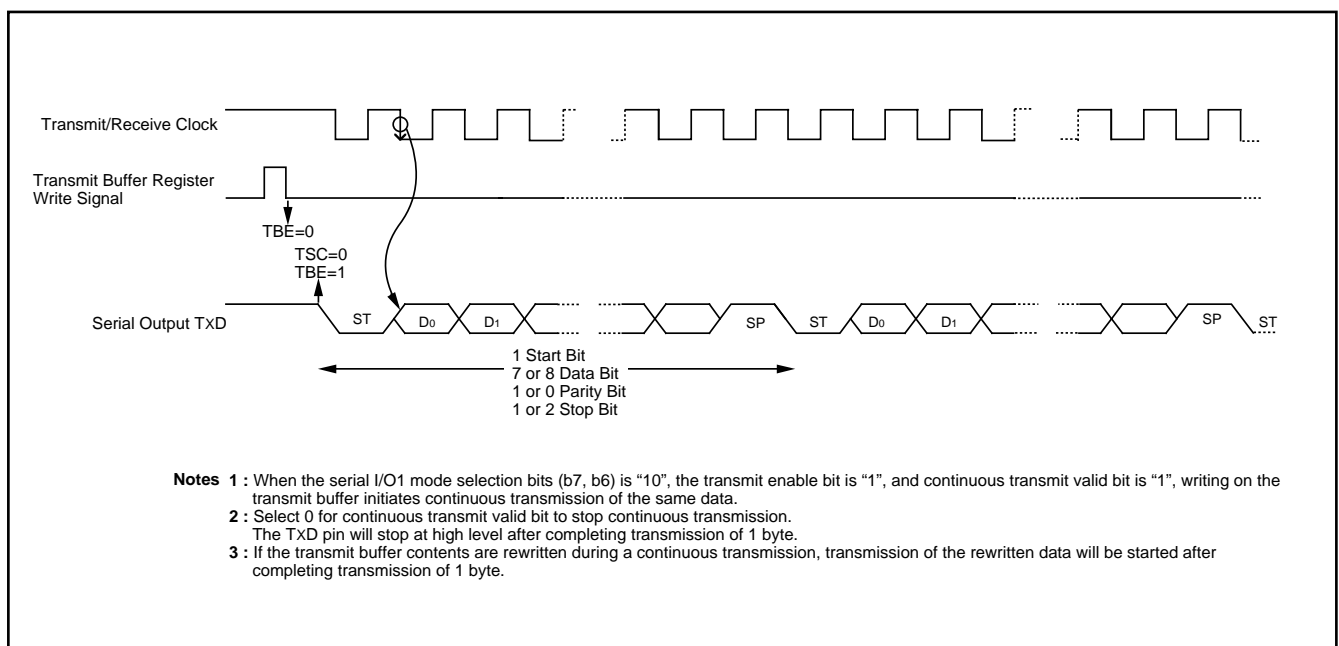 Transmit/Receive Clock
Transmit Buffer Register
Write Signal
TBE=0
TSC=0
TBE=1
Serial Output TXD
ST
D0
D1
SP
ST
D0
D1
SP
ST
1 Start Bit
7 or 8 Data Bit
1 or 0 Parity Bit
1 or 2 Stop Bit
Notes 1 : When the serial I/O1 mode selection bits (b7, b6) is “10”, the transmit enable bit is “1”, and continuous transmit valid bit is “1”, writing on the
transmit buffer initiates continuous transmission of the same data.
2 : Select 0 for continuous transmit valid bit to stop continuous transmission.
The TXD pin will stop at high level after completing transmission of 1 byte.
3 : If the transmit buffer contents are rewritten during a continuous transmission, transmission of the rewritten data will be started after
completing transmission of 1 byte.